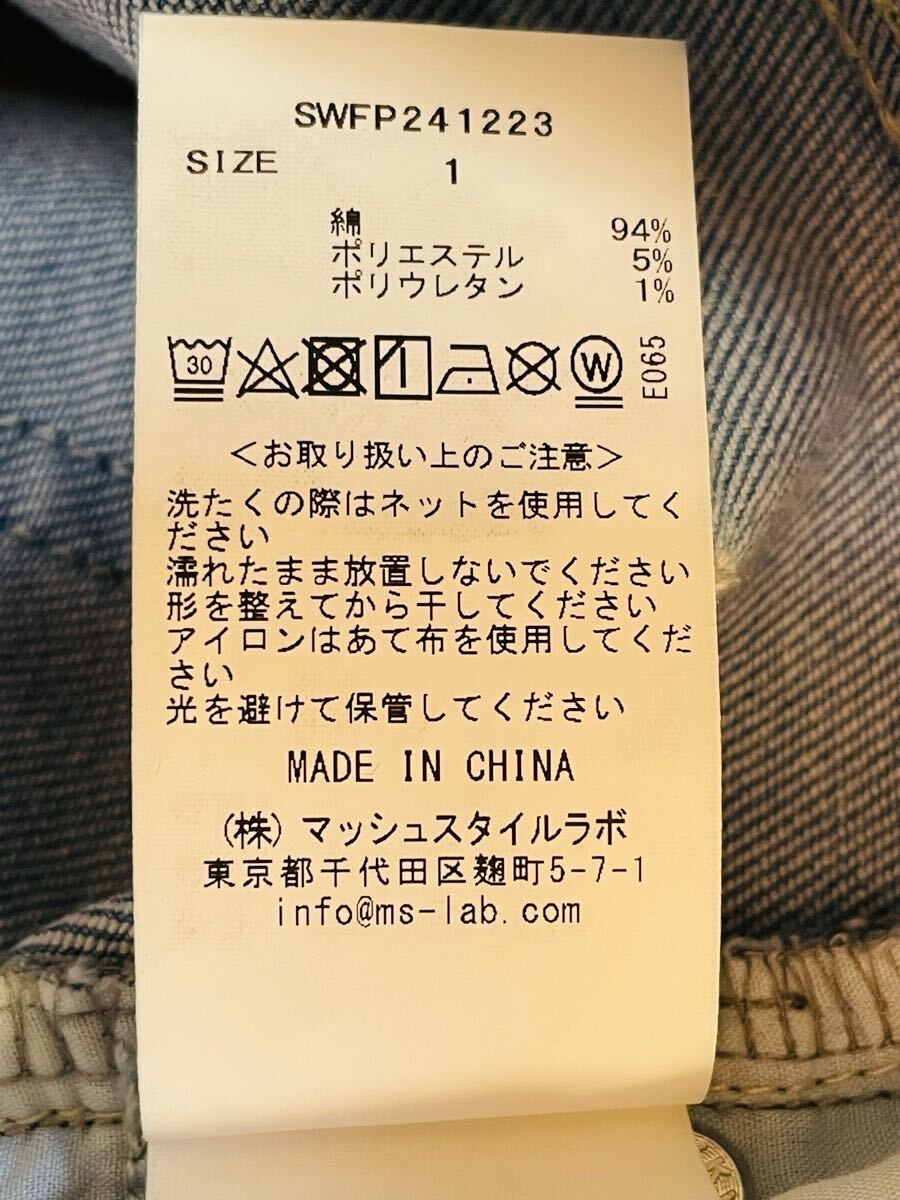 SWFP241223
SIZE 1
綿 94%
ポリエステル 5%
ポリウレタン 1%
30 W E065
<お取り扱い上のご注意>
洗たくの際はネットを使用してく
ださい
濡れたまま放置しないでください
形を整えてから干してください
アイロンはあて布を使用してくだ
さい
光を避けて保管してください
MADE IN CHINA
(株)マッシュスタイルラボ
東京都千代田区麹町5-7-1
info@ms-lab.com